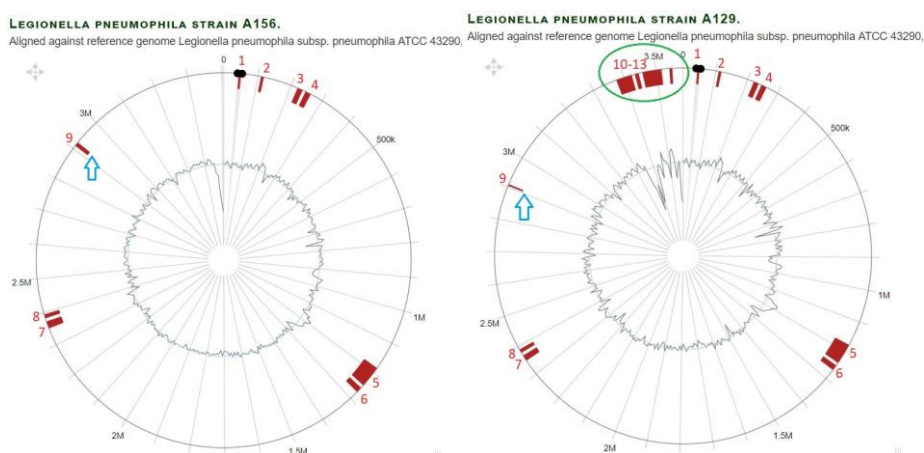 LEGIONELLA PNEUMOPHILA STRAIN A156.
Aligned against reference genome Legionella pneumophila subsp. pneumophila ATCC 43290,
0
1
2
3
4
500k
1M
5
6
1.5M
2M
7
8
2.5M
9
3M
LEGIONELLA PNEUMOPHILA STRAIN A129.
Aligned against reference genome Legionella pneumophila subsp. pneumophila ATCC 43290,
10-13
3.5M
0
1
2
3
4
500k
1M
5
6
1.5M
2M
7
8
2.5M
9
3M